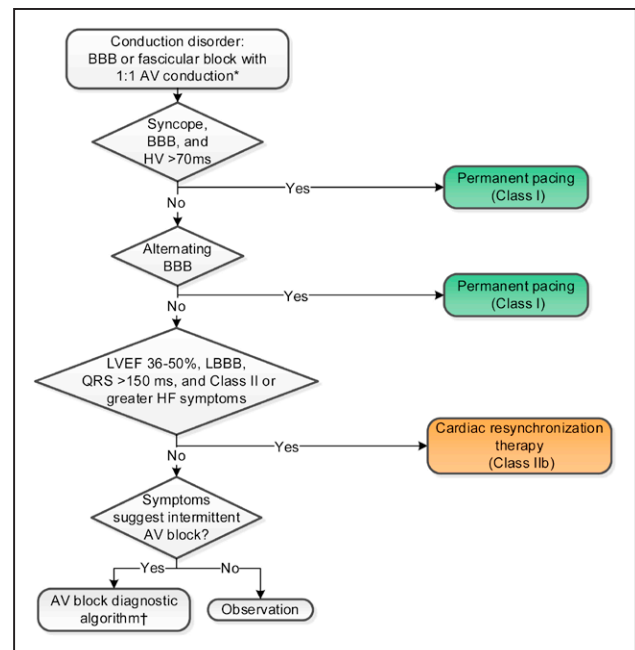 Conduction disorder:
BBB or fascicular block with
1:1 AV conduction*
Syncope,
BBB, and
HV >70ms
Yes
Permanent pacing
(Class I)
No
Alternating
BBB
Yes
Permanent pacing
(Class I)
No
LVEF 36-50%, LBBB,
QRS >150 ms, and Class II or
greater HF symptoms
Yes
Cardiac resynchronization
therapy
(Class IIb)
No
Symptoms
suggest intermittent
AV block?
Yes
No
AV block diagnostic
algorithm†
Observation